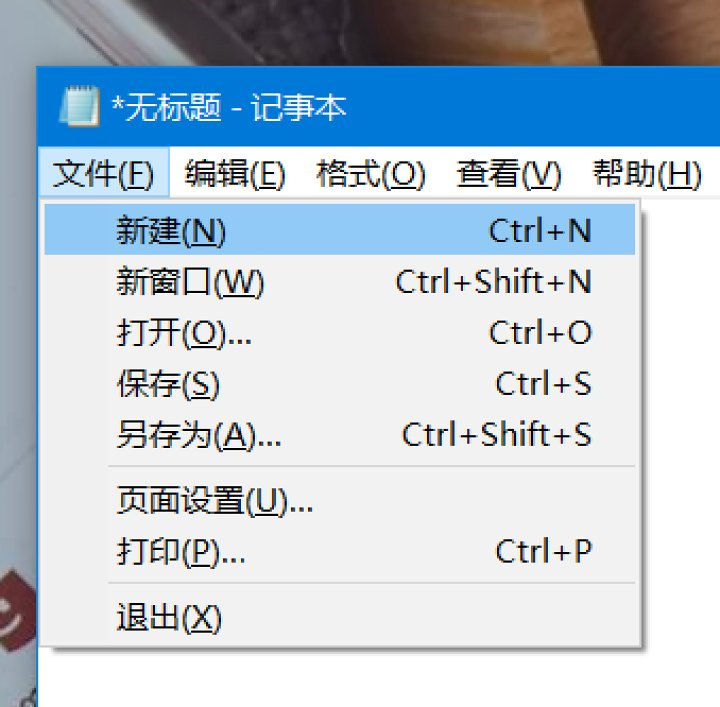 *无标题 - 记事本
文件(F) 编辑(E) 格式(O) 查看(V) 帮助(H)
新建(N) Ctrl+N
新窗口(W) Ctrl+Shift+N
打开(O)... Ctrl+O
保存(S) Ctrl+S
另存为(A)... Ctrl+Shift+S
页面设置(U)...
打印(P)... Ctrl+P
退出(X)